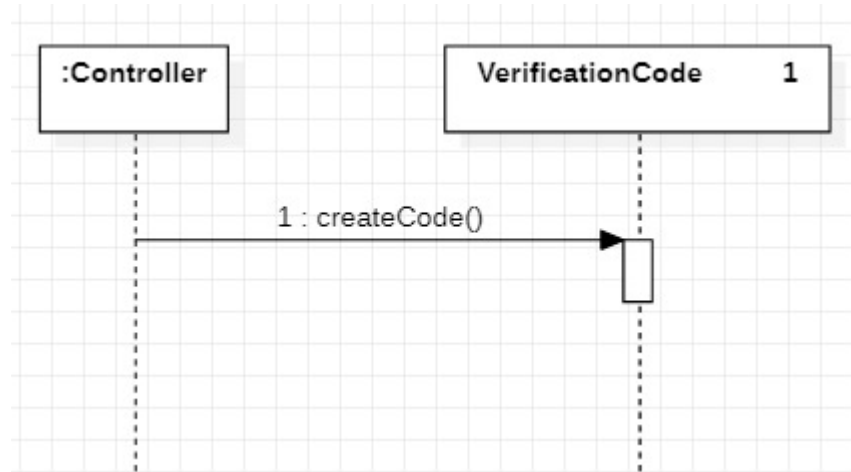 :Controller
VerificationCode 1
1 : createCode()